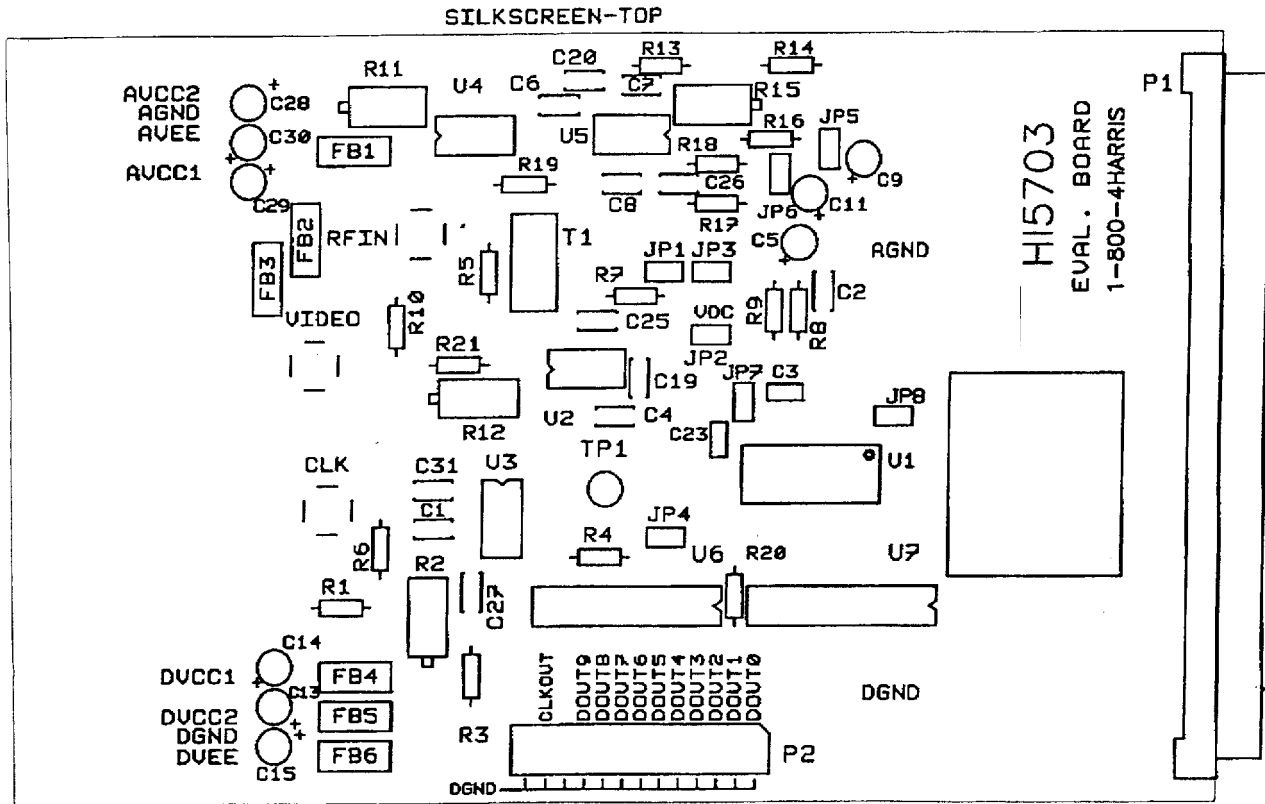 SILKSCREEN-TOP
R13
R14
C20
R11
U4
C6
C7
P1
AVCC2
C28
R15
AGND
AVEE
C30
FB1
U5
R16
JP5
R18
AVCC1
R19
C26
C9
C29
C8
JP6
C11
R17
FB2
RFIN
T1
C5
FB3
R5
JP1
JP3
AGND
R7
C2
HI5703
EVAL. BOARD
1-800-4HARRIS
VIDEO
R10
C25
VDC
R9
R8
R21
JP2
C19
JP7
C3
JP8
R12
U2
C4
C23
TP1
CLK
C31
U3
U1
C1
JP4
R6
R2
R4
U6
R20
U7
R1
C27
C14
DVCC1
FB4
C13
DVCC2
FB5
DGND
DVEE
FB6
C15
R3
CLKOUT
DOUT9
DOUT8
DOUT7
DOUT6
DOUT5
DOUT4
DOUT3
DOUT2
DOUT1
DOUT0
DGND
P2
DGND